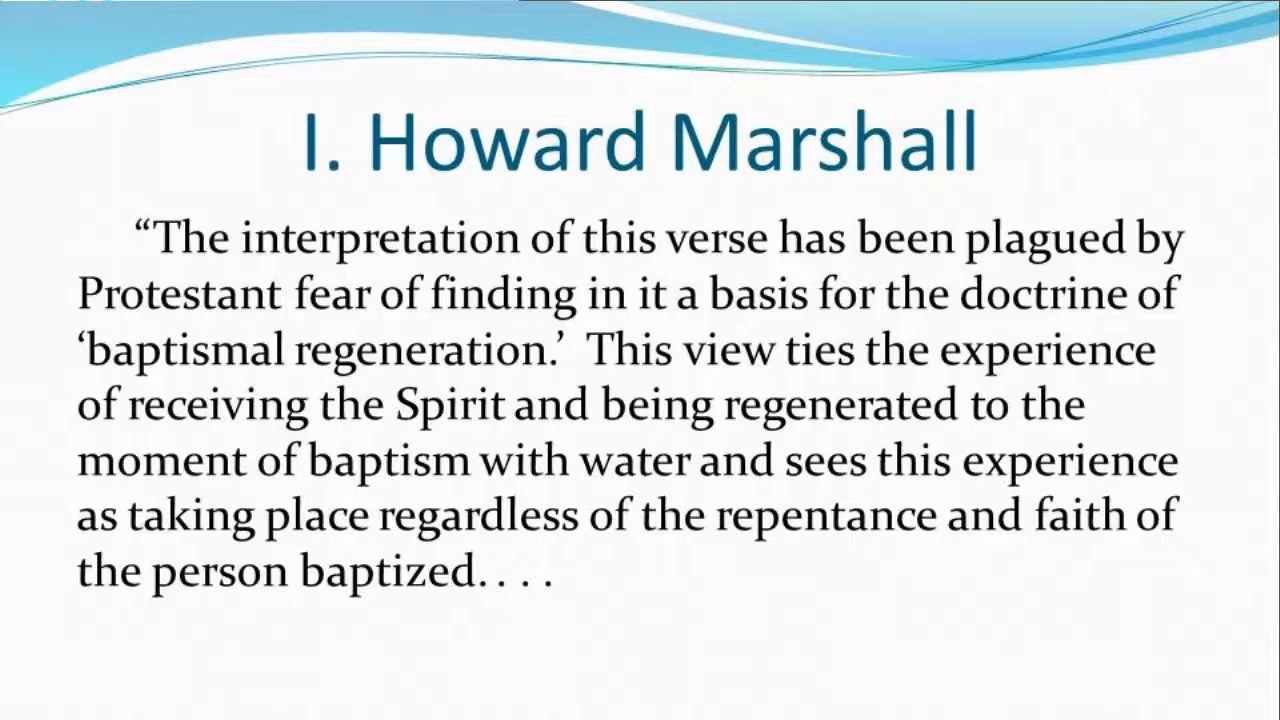 I. Howard Marshall
“The interpretation of this verse has been plagued by
Protestant fear of finding in it a basis for the doctrine of
‘baptismal regeneration.’  This view ties the experience
of receiving the Spirit and being regenerated to the
moment of baptism with water and sees this experience
as taking place regardless of the repentance and faith of
the person baptized. . . .